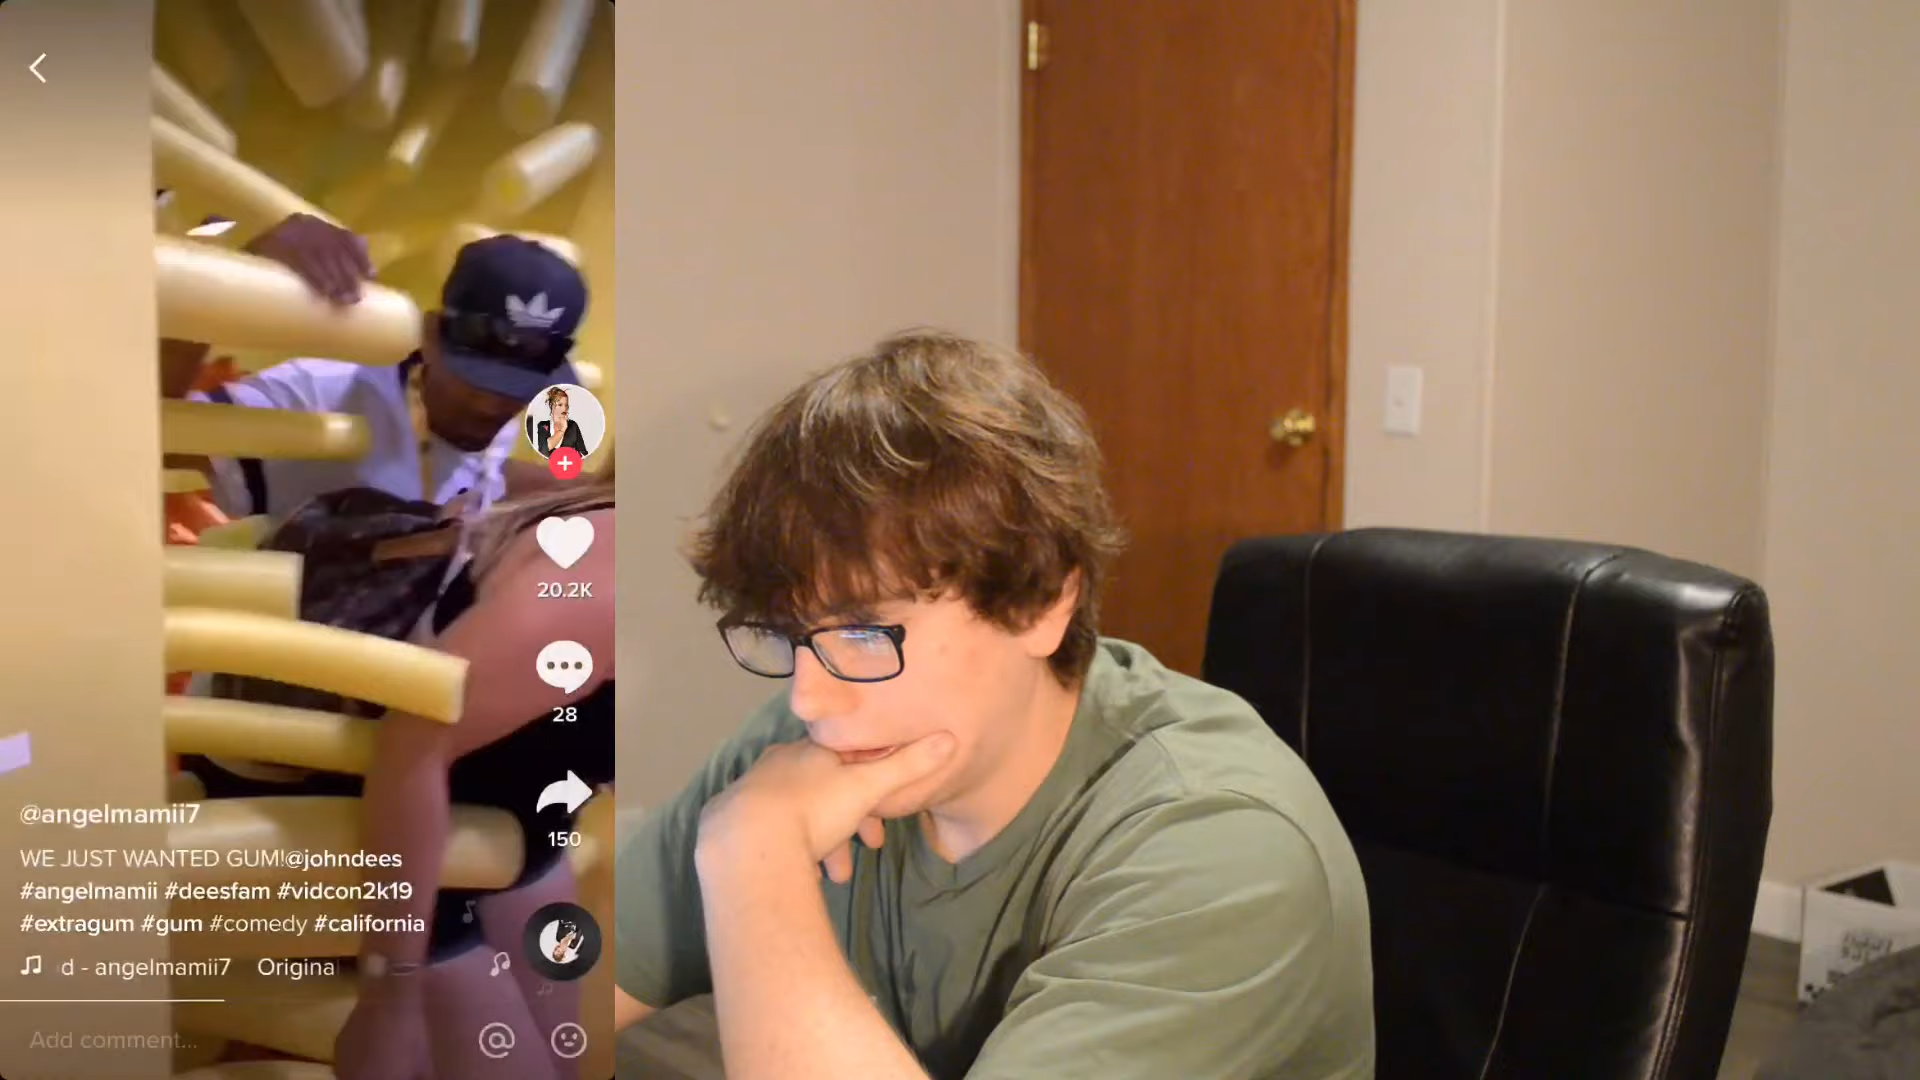 20.2K
28
150
@angelmamii7
WE JUST WANTED GUM!@johndees
#angelmamii #deesfam #vidcon2k19
#extragum #gum #comedy #california
d - angelmamii7 Origina
Add comment...